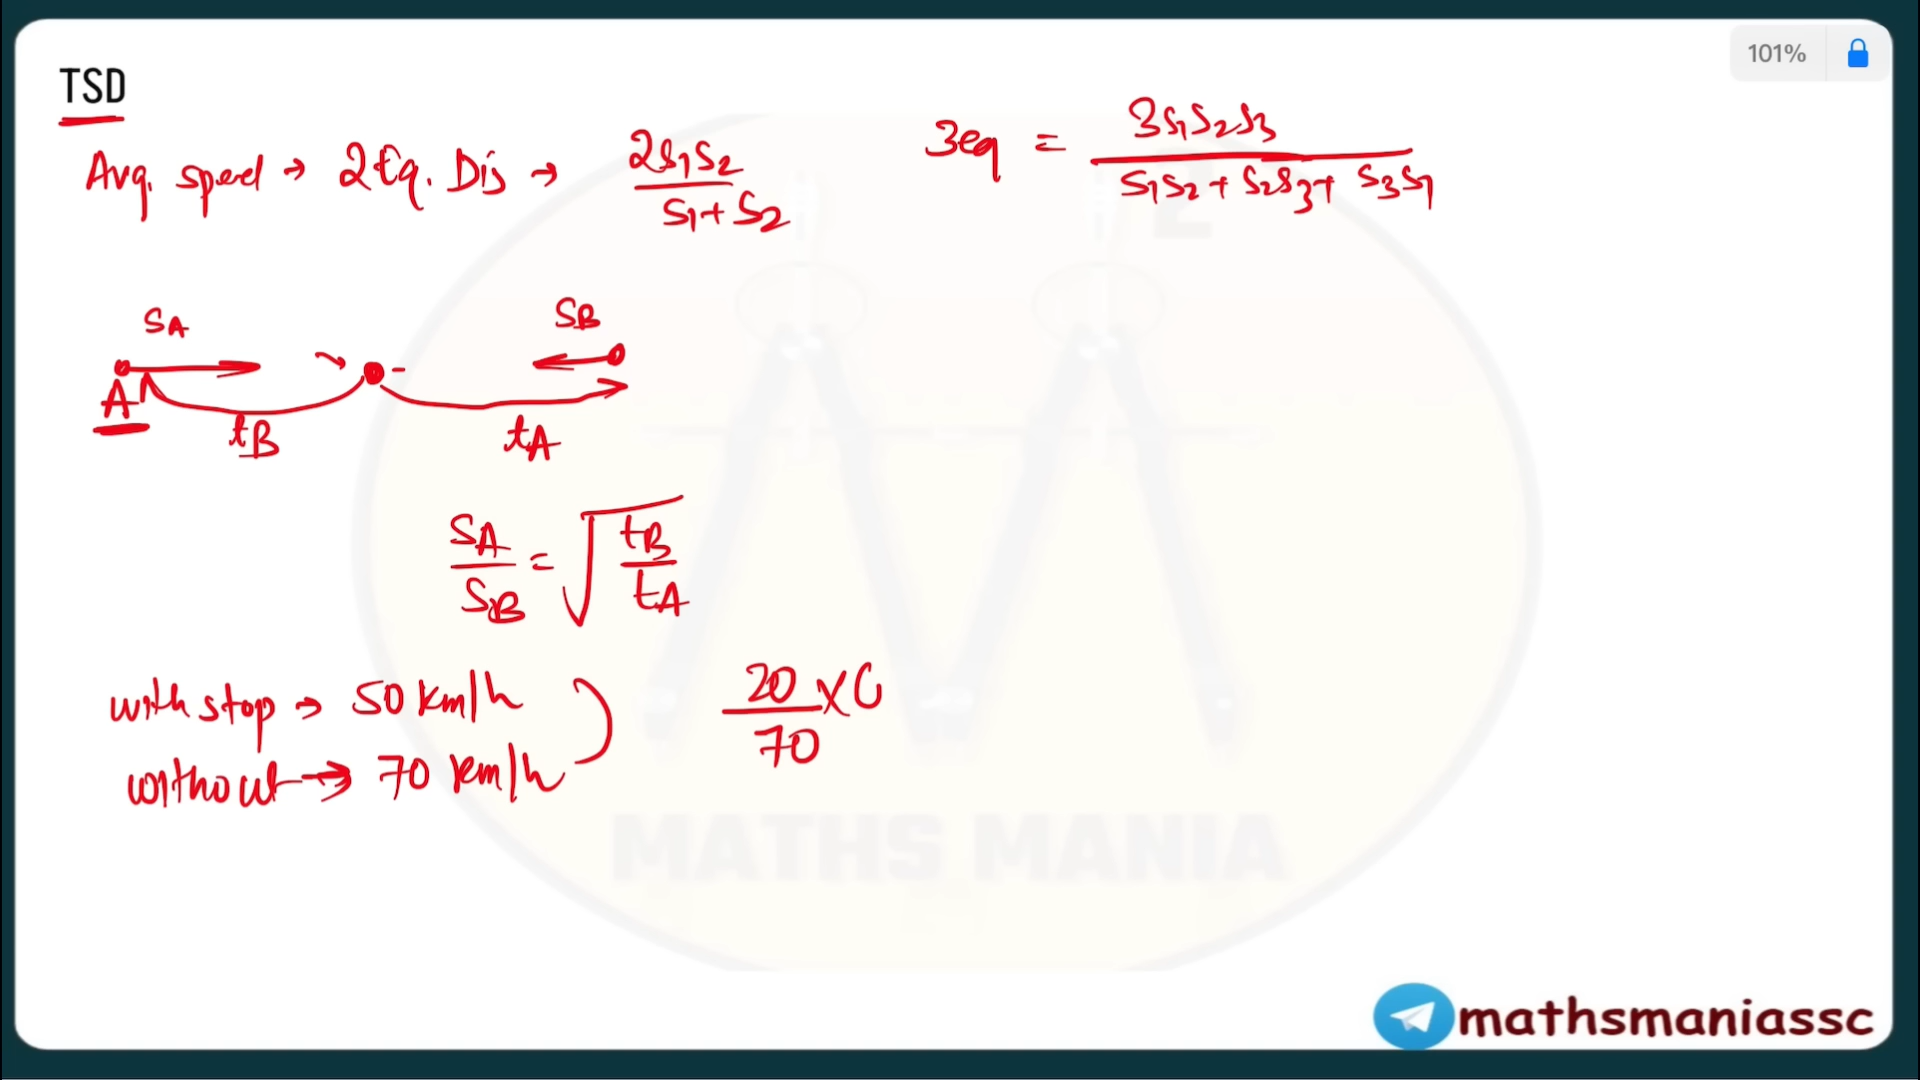 101%
TSD
Avg. speed → 2 Eq. Dis → 2S1S2 / S1+S2
3eq = 3S1S2S3 / S1S2+S2S3+S3S1
SA SB
A
tB tA
SA/SB = √(tB/tA)
with stop → 50 km/h
without → 70 km/h
20/70 ×
MATHS MANIA
mathsmaniassc